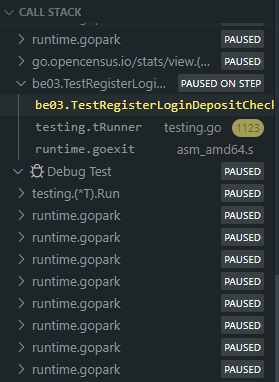 CALL STACK
runtime.gopark PAUSED
go.opencensus.io/stats/view.(... PAUSED
be03.TestRegisterLogi... PAUSED ON STEP
be03.TestRegisterLoginDepositCheck
testing.tRunner testing.go 1123
runtime.goexit asm_amd64.s
Debug Test PAUSED
testing.(*T).Run PAUSED
runtime.gopark PAUSED
runtime.gopark PAUSED
runtime.gopark PAUSED
runtime.gopark PAUSED
runtime.gopark PAUSED
runtime.gopark PAUSED
runtime.gopark PAUSED
runtime.gopark PAUSED